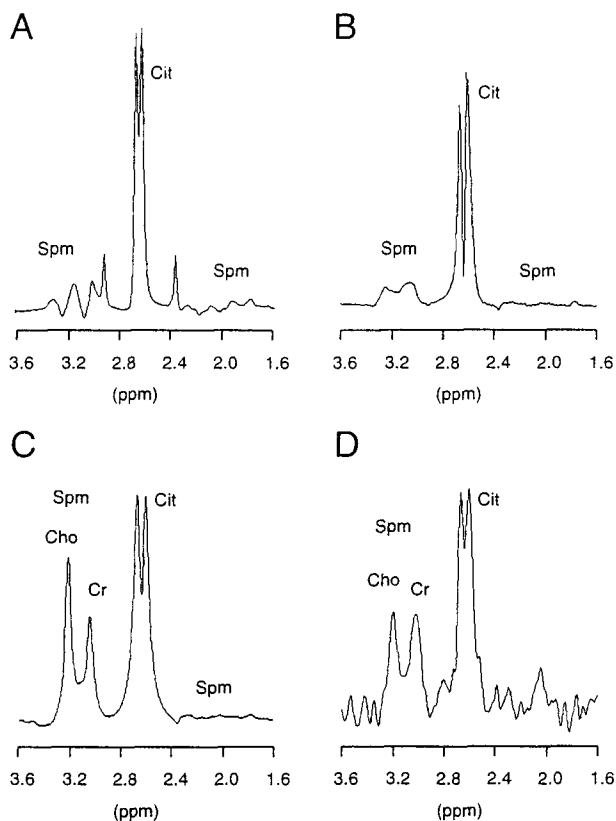 A
Cit
Spm
Spm
3.6 3.2 2.8 2.4 2.0 1.6
(ppm)
B
Cit
Spm
Spm
3.6 3.2 2.8 2.4 2.0 1.6
(ppm)
C
Spm
Cit
Cho
Cr
Spm
3.6 3.2 2.8 2.4 2.0 1.6
(ppm)
D
Cit
Spm
Cho Cr
3.6 3.2 2.8 2.4 2.0 1.6
(ppm)